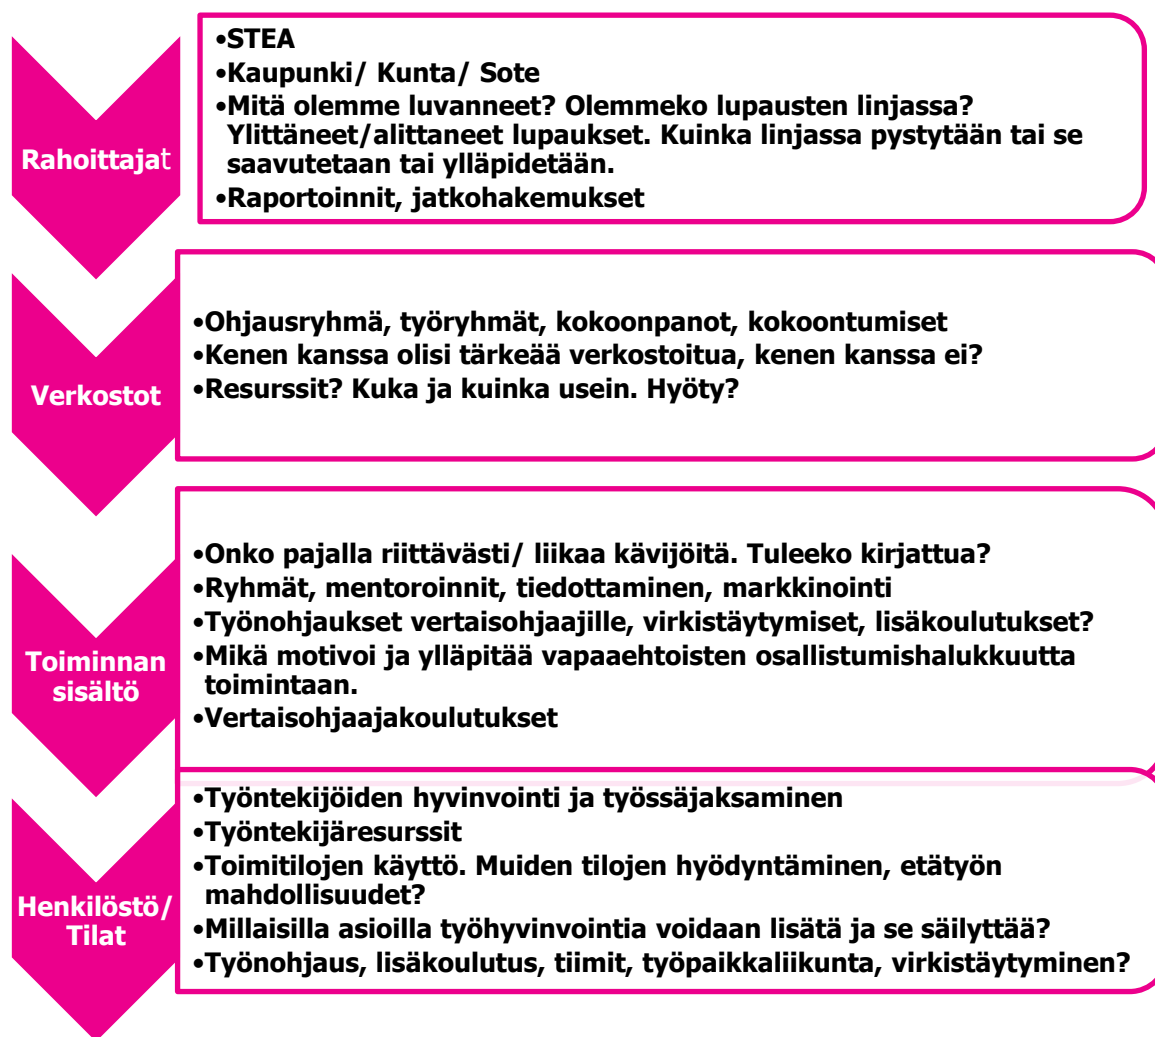 Rahoittajat
•STEA
•Kaupunki/ Kunta/ Sote
•Mitä olemme luvanneet? Olemmeko lupausten linjassa?
Ylittäneet/alittaneet lupaukset. Kuinka linjassa pystytään tai se
saavutetaan tai ylläpidetään.
•Raportoinnit, jatkohakemukset
Verkostot
•Ohjausryhmä, työryhmät, kokoonpanot, kokoontumiset
•Kenen kanssa olisi tärkeää verkostoitua, kenen kanssa ei?
•Resurssit? Kuka ja kuinka usein. Hyöty?
Toiminnan
sisältö
•Onko pajalla riittävästi/ liikaa kävijöitä. Tuleeko kirjattua?
•Ryhmät, mentoroinnit, tiedottaminen, markkinointi
•Työnohjaukset vertaisohjaajille, virkistäytymiset, lisäkoulutukset?
•Mikä motivoi ja ylläpitää vapaaehtoisten osallistumishalukkuutta
toimintaan.
•Vertaisohjaajakoulutukset
Henkilöstö/
Tilat
•Työntekijöiden hyvinvointi ja työssäjaksaminen
•Työntekijäresurssit
•Toimitilojen käyttö. Muiden tilojen hyödyntäminen, etätyön
mahdollisuudet?
•Millaisilla asioilla työhyvinvointia voidaan lisätä ja se säilyttää?
•Työnohjaus, lisäkoulutus, tiimit, työpaikkaliikunta, virkistäytyminen?